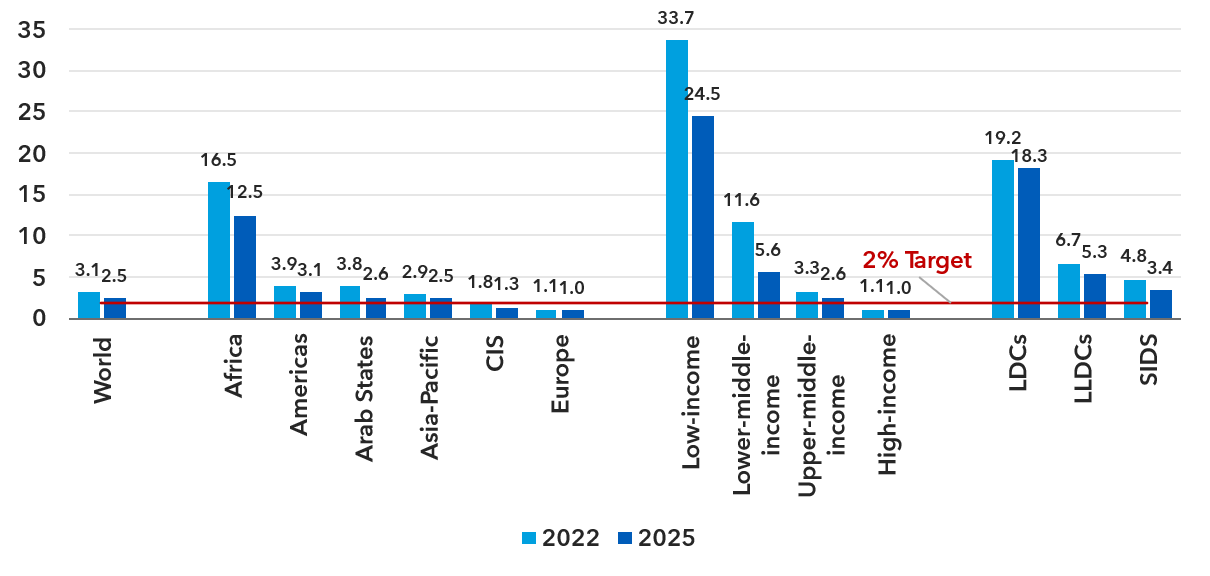 35
30
25
20
15
10
5
0
3.1 2.5
16.5 12.5
3.9 3.1
3.8 2.6
2.9 2.5
1.8 1.3
1.1 1.0
33.7 24.5
11.6 5.6
3.3 2.6
1.1 1.0
19.2 18.3
6.7 5.3
4.8 3.4
2% Target
World
Africa
Americas
Arab States
Asia-Pacific
CIS
Europe
Low-income
Lower-middle-
income
Upper-middle-
income
High-income
LDCs
LLDCs
SIDS
2022 2025